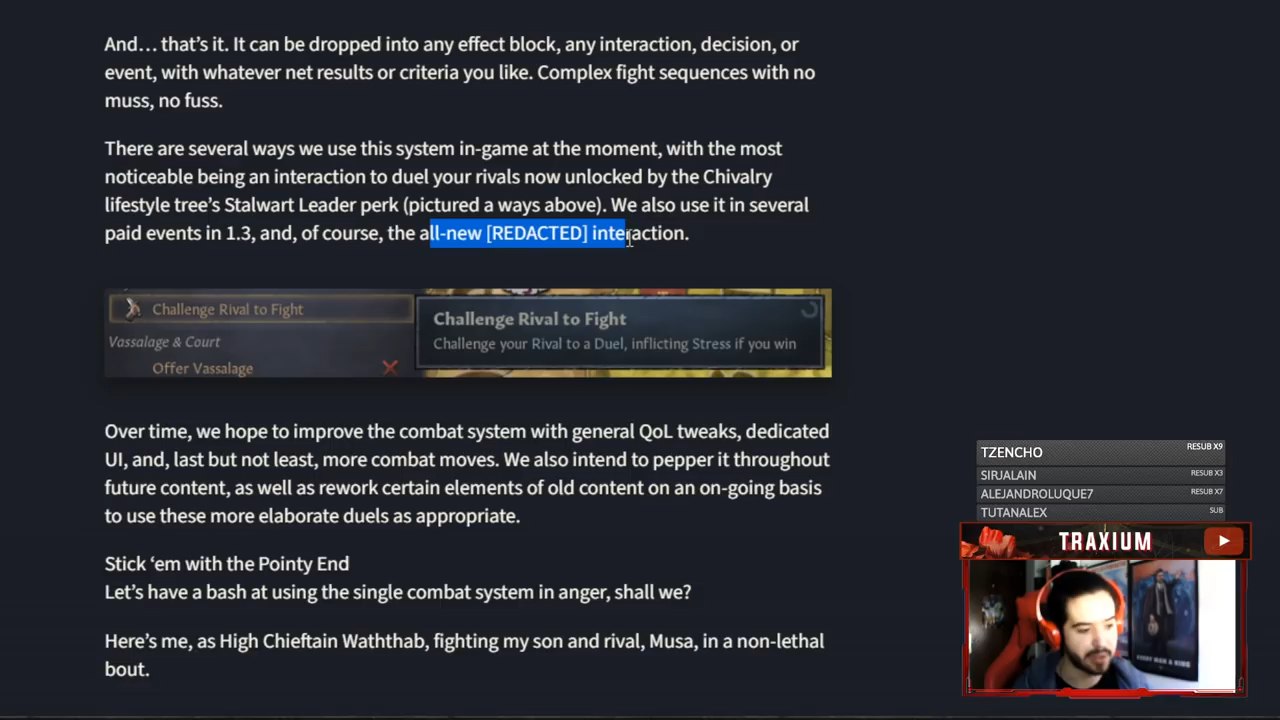 And… that's it. It can be dropped into any effect block, any interaction, decision, or
event, with whatever net results or criteria you like. Complex fight sequences with no
muss, no fuss.
There are several ways we use this system in-game at the moment, with the most
noticeable being an interaction to duel your rivals now unlocked by the Chivalry
lifestyle tree's Stalwart Leader perk (pictured a ways above). We also use it in several
paid events in 1.3, and, of course, the all-new [REDACTED] interaction.
Challenge Rival to Fight
Vassalage & Court
Offer Vassalage
Challenge Rival to Fight
Challenge your Rival to a Duel, inflicting Stress if you win
Over time, we hope to improve the combat system with general QoL tweaks, dedicated
UI, and, last but not least, more combat moves. We also intend to pepper it throughout
future content, as well as rework certain elements of old content on an on-going basis
to use these more elaborate duels as appropriate.
Stick 'em with the Pointy End
Let's have a bash at using the single combat system in anger, shall we?
Here's me, as High Chieftain Waththab, fighting my son and rival, Musa, in a non-lethal
bout.
TZENCHO RESUB X9
SIRJALAIN RESUB X3
ALEJANDROLUQUE7 RESUB X7
TUTANALEX SUB
TRAXIUM
EVERY MAN A KING